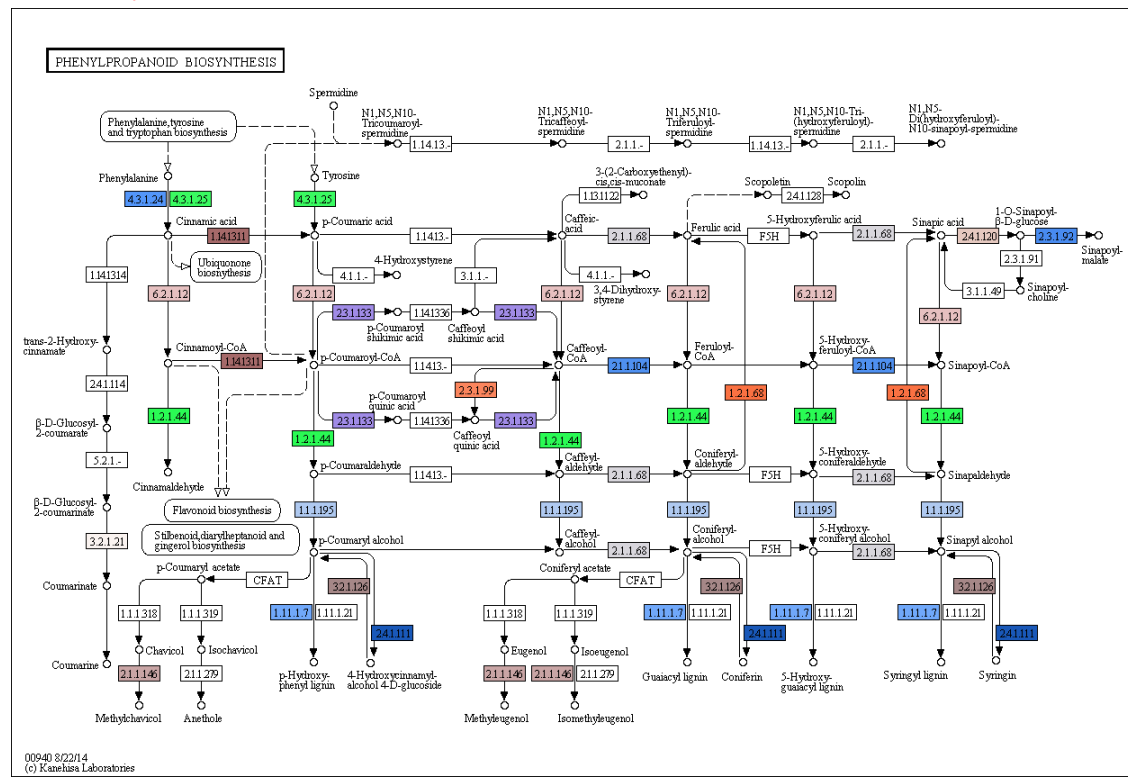 PHENYLPROPANOID BIOSYNTHESIS
Spermidine
Phenylalanine,tyrosine
and tryptophan biosynthesis
N1,N5,N10-
Tricoumaroyl-
spermidine
N1,N5,N10-
Tricaffeoyl-
spermidine
N1,N5,N10-
Triferuloyl-
spermidine
N1,N5,N10-Tri-
(hydroxyferuloyl)-
spermidine
N1,N5-
Di(hydroxyferuloyl)-
N10-sinapoyl-spermidine
1.14.13.-
2.1.1.-
1.14.13.-
2.1.1.-
Phenylalanine
Tyrosine
3-(2-Carboxyethenyl)-
cis,cis-muconate
1.13.11.22
Scopoletin
2.4.1.128
Scopolin
4.3.1.24
4.3.1.25
4.3.1.25
Cinnamic acid
p-Coumaric acid
Caffeic-
acid
Ferulic acid
5-Hydroxyferulic acid
Sinapic acid
1-O-Sinapoyl-
β-D-glucose
1.14.13.11
1.14.13.-
2.1.1.68
F5H
2.1.1.68
2.4.1.120
2.3.1.92
Sinapoyl-
malate
Ubiquonone
biosnythesis
4-Hydroxystyrene
4.1.1.-
3.1.1.-
4.1.1.-
3,4-Dihydroxy-
styrene
2.3.1.91
3.1.1.49
Sinapoyl-
choline
1.14.13.14
6.2.1.12
6.2.1.12
6.2.1.12
6.2.1.12
6.2.1.12
6.2.1.12
2.3.1.133
1.14.13.36
2.3.1.133
p-Coumaroyl
shikimic acid
Caffeoyl
shikimic acid
trans-2-Hydroxy-
cinnamate
Cinnamoyl-CoA
p-Coumaroyl-CoA
Caffeoyl-
CoA
Feruloyl-
CoA
5-Hydroxy-
feruloyl-CoA
Sinapoyl-CoA
1.14.13.11
1.14.13.-
2.1.1.104
2.1.1.104
2.4.1.114
2.3.1.99
1.2.1.68
1.2.1.68
p-Coumaroyl
quinic acid
2.3.1.133
1.14.13.36
2.3.1.133
Caffeoyl
quinic acid
1.2.1.44
1.2.1.44
1.2.1.44
1.2.1.44
1.2.1.44
1.2.1.44
β-D-Glucosyl-
2-coumarate
5.2.1.-
Cinnamaldehyde
p-Coumaraldehyde
Caffeyl-
aldehyde
Coniferyl-
aldehyde
5-Hydroxy-
coniferaldehyde
Sinapaldehyde
1.14.13.-
2.1.1.68
F5H
2.1.1.68
β-D-Glucosyl-
2-coumarinate
Flavonoid biosynthesis
Stilbenoid,diarylheptanoid and
gingerol biosynthesis
1.1.1.195
1.1.1.195
1.1.1.195
1.1.1.195
1.1.1.195
3.2.1.21
p-Coumaryl alcohol
Caffeyl-
alcohol
Coniferyl-
alcohol
5-Hydroxy-
coniferyl alcohol
Sinapyl alcohol
2.1.1.68
F5H
2.1.1.68
Coumarinate
p-Coumaryl acetate
CFAT
Coniferyl acetate
CFAT
3.2.1.126
3.2.1.126
3.2.1.126
1.1.1.318
1.1.1.319
1.11.1.7
1.11.1.21
1.1.1.318
1.1.1.319
1.11.1.7
1.11.1.21
1.11.1.7
1.11.1.21
1.11.1.7
1.11.1.21
2.4.1.111
2.4.1.111
2.4.1.111
Coumarine
Chavicol
Isochavicol
Eugenol
Isoeugenol
2.1.1.146
2.1.1.279
p-Hydroxy-
phenyl lignin
4-Hydroxycinnamyl-
alcohol 4-D-glucoside
2.1.1.146
2.1.1.146
2.1.1.279
Guaiacyl lignin
Coniferin
5-Hydroxy-
guaiacyl lignin
Syringyl lignin
Syringin
Methylchavicol
Anethole
Methyleugenol
Isomethyleugenol
00940 8/22/14
(c) Kanehisa Laboratories